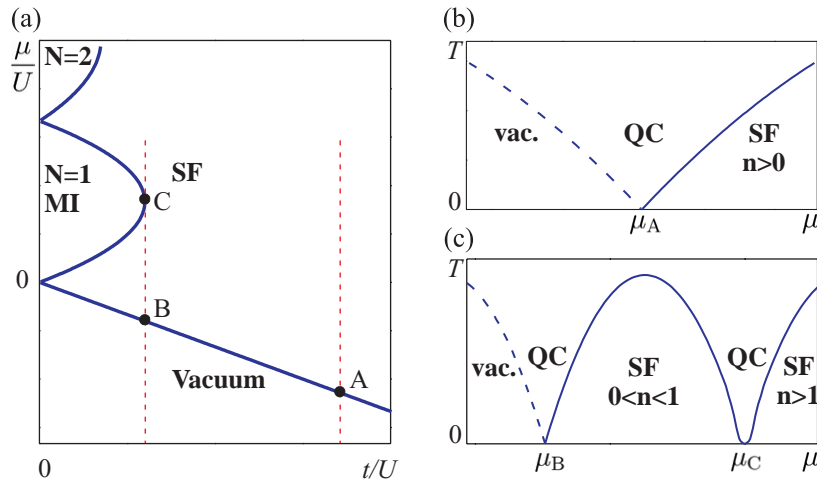 (a)
μ/U
N=2
N=1
MI
SF
C
0
B
Vacuum
A
0
t/U
(b)
T
vac.
QC
SF
n>0
0
μA
μ
(c)
T
vac.
QC
SF
0<n<1
QC
SF
n>1
0
μB
μC
μ